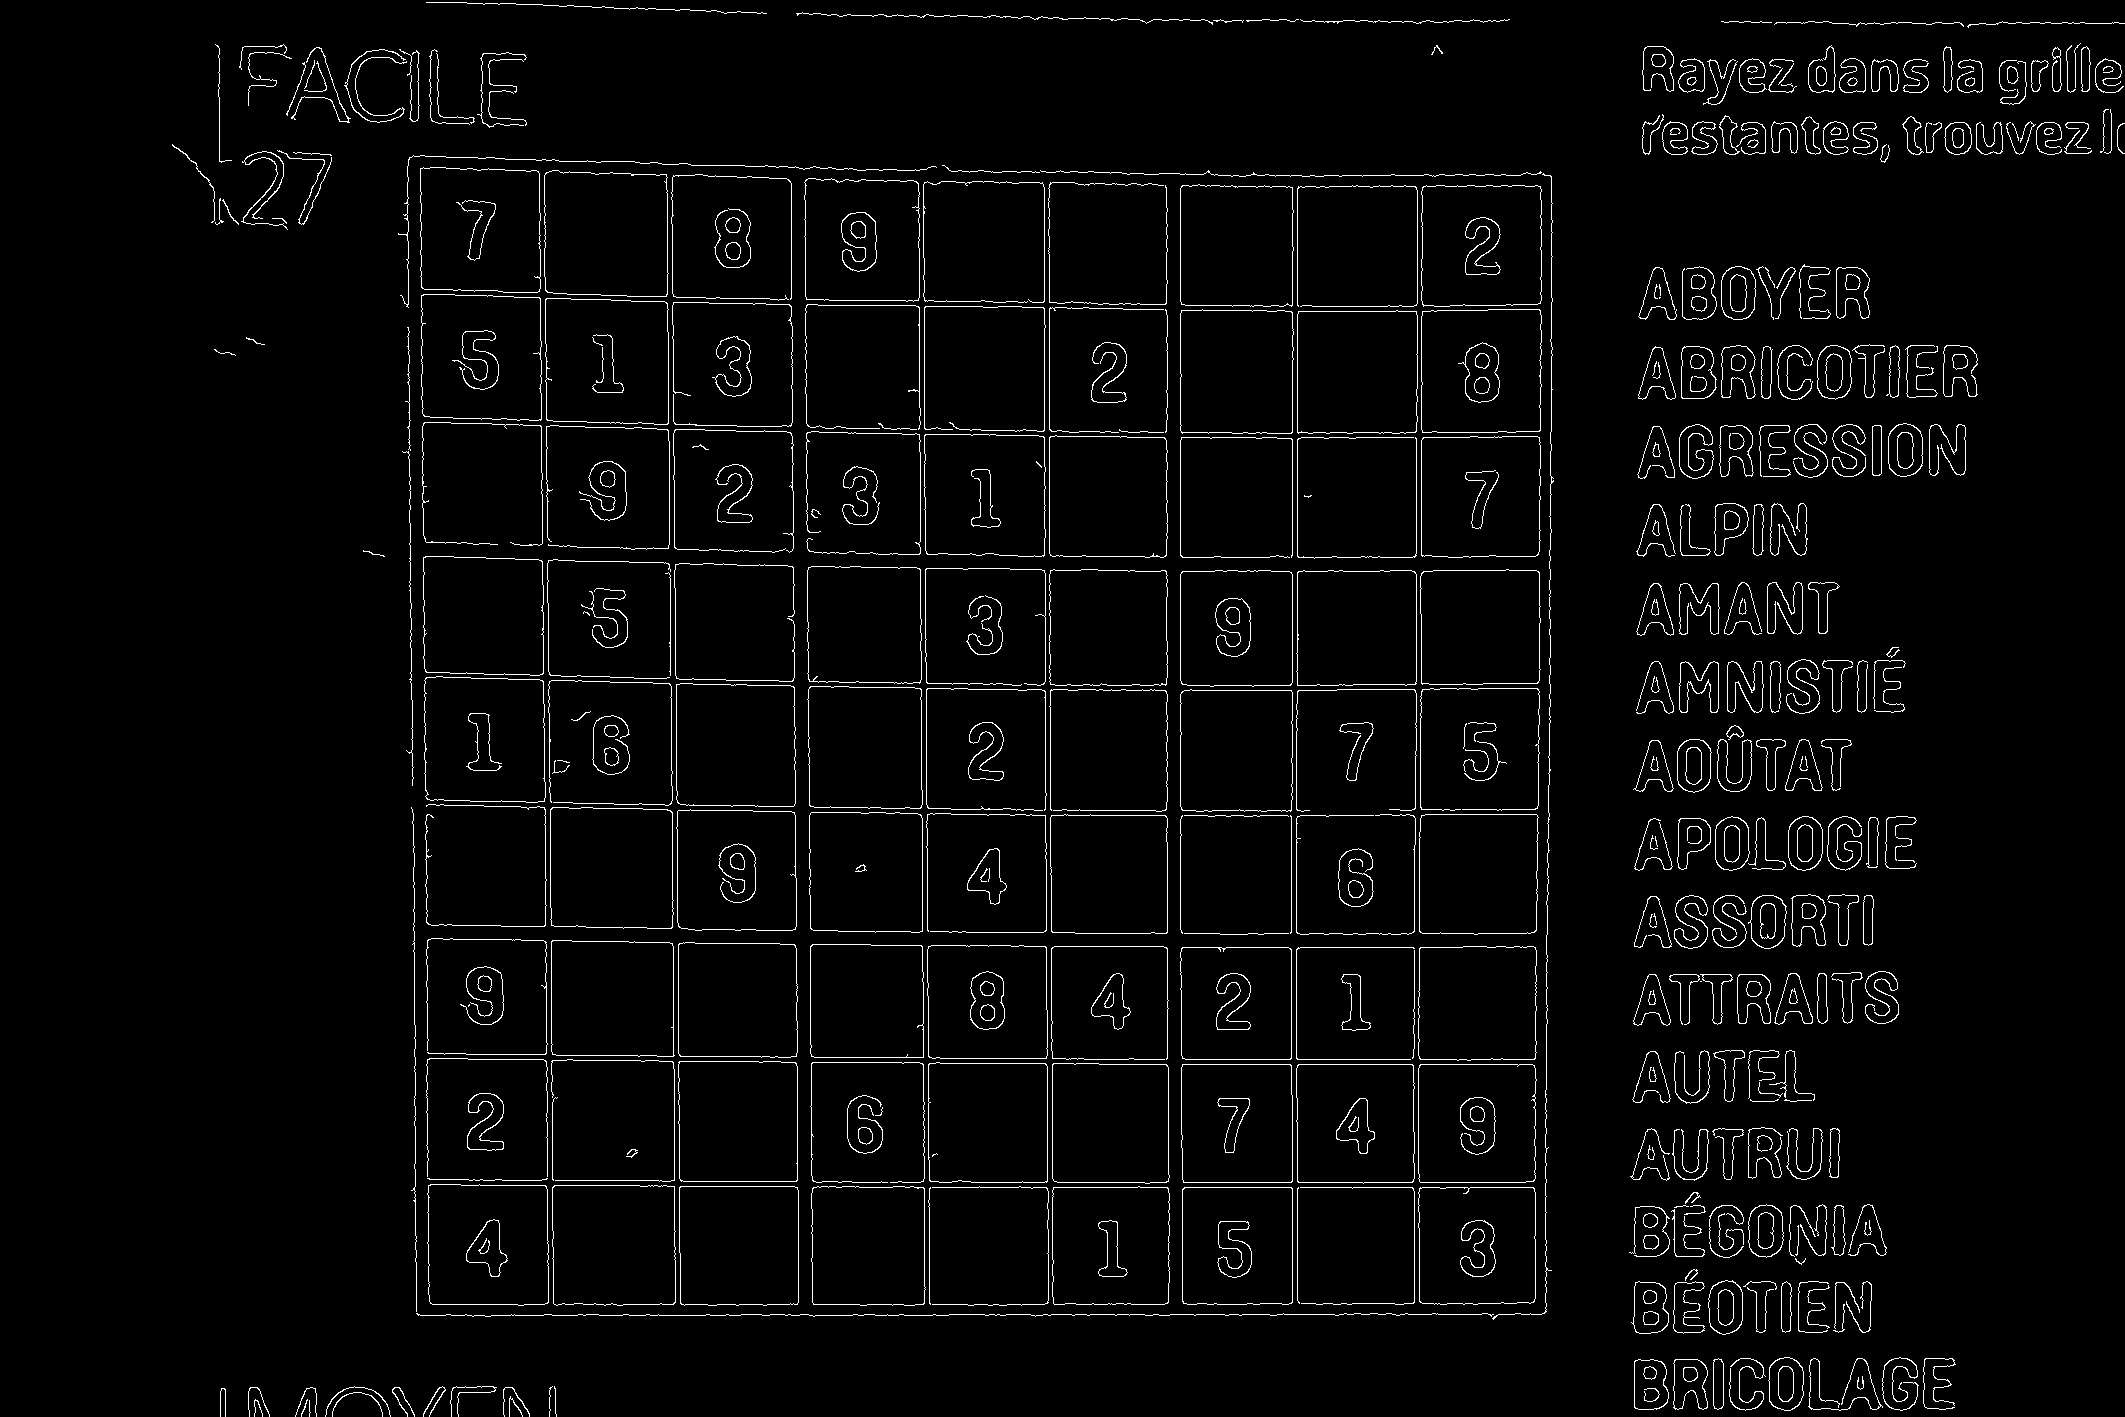 FACILE
27
7 8 9 2
5 1 3 2 8
9 2 3 1 7
5 3 9
1 6 2 7 5
9 4 6
9 8 4 2 1
2 6 7 4 9
4 1 5 3
MOYEN
Rayez dans la grille
restantes, trouvez
ABOYER
ABRICOTIER
AGRESSION
ALPIN
AMANT
AMNISTIÉ
AOÛTAT
APOLOGIE
ASSORTI
ATTRAITS
AUTEL
AUTRUI
BÉGONIA
BÉOTIEN
BRICOLAGE